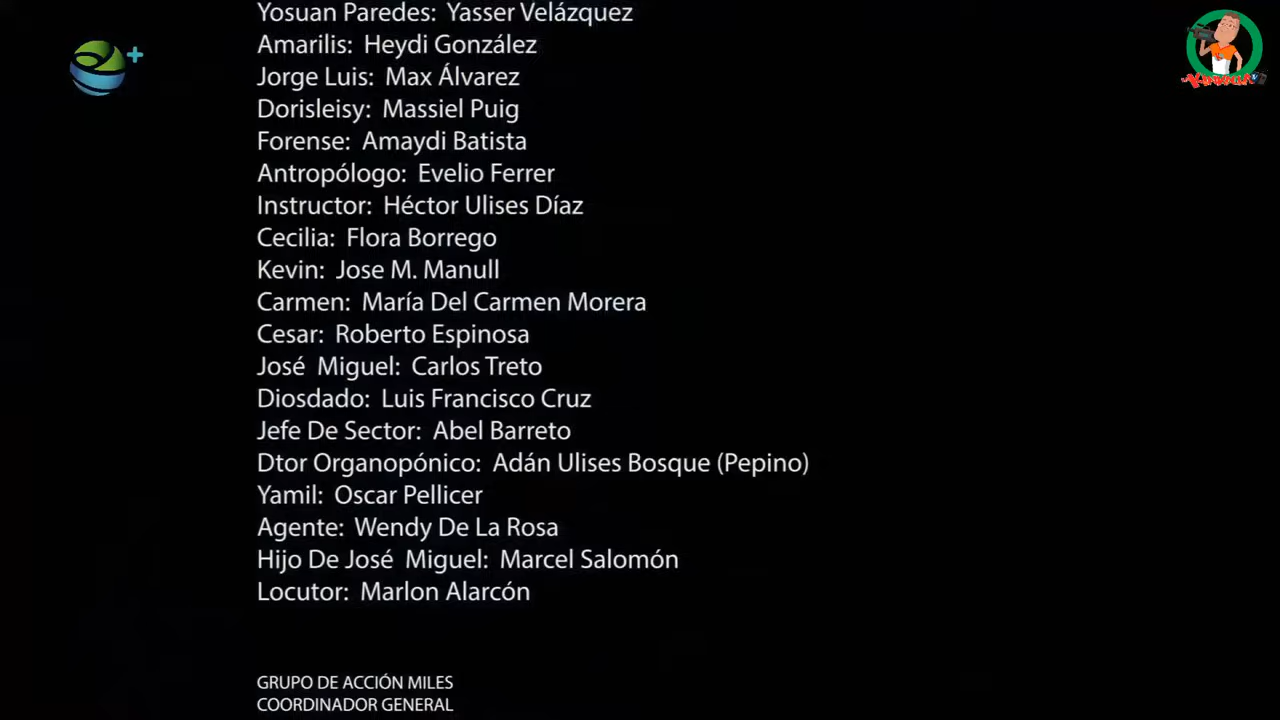 Yosuan Paredes: Yasser Velázquez
Amarilis: Heydi González
Jorge Luis: Max Álvarez
Dorisleisy: Massiel Puig
Forense: Amaydi Batista
Antropólogo: Evelio Ferrer
Instructor: Héctor Ulises Díaz
Cecilia: Flora Borrego
Kevin: Jose M. Manull
Carmen: María Del Carmen Morera
Cesar: Roberto Espinosa
José Miguel: Carlos Treto
Diosdado: Luis Francisco Cruz
Jefe De Sector: Abel Barreto
Dtor Organopónico: Adán Ulises Bosque (Pepino)
Yamil: Oscar Pellicer
Agente: Wendy De La Rosa
Hijo De José Miguel: Marcel Salomón
Locutor: Marlon Alarcón
GRUPO DE ACCIÓN MILES
COORDINADOR GENERAL